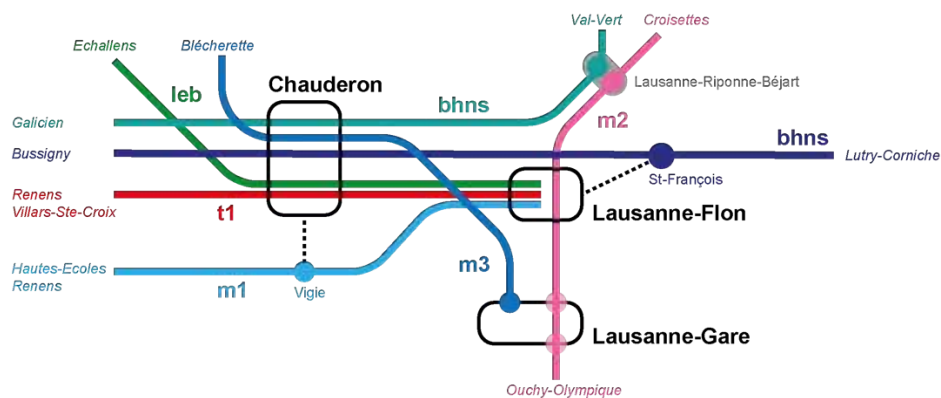 Val-Vert
Croisettes
Echallens
Blécherette
Chauderon
Lausanne-Riponne-Béjart
leb
bhns
m2
Galicien
bhns
Bussigny
Lutry-Corniche
St-François
Renens
Villars-Ste-Croix
t1
Lausanne-Flon
Hautes-Ecoles
Renens
m1
Vigie
m3
Lausanne-Gare
Ouchy-Olympique